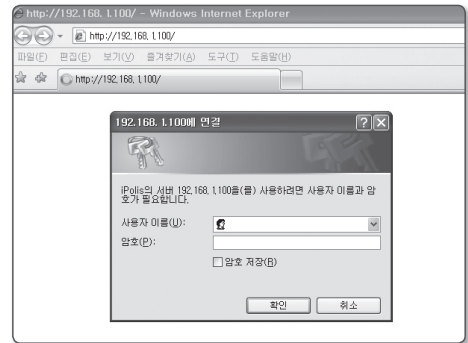 http://192.168. 1.100/ - Windows Internet Explorer
http://192, 168, 1,100/
파일(F) 편집(E) 보기(V) 즐겨찾기(A) 도구(T) 도움말(H)
http://192, 168, 1,100/
192.168. 1.100에 연결
iPolis의 서버 192,168, 1,100을(를) 사용하려면 사용자 이름과 암
호가 필요합니다.
사용자 이름(U):
암호(P):
암호 저장(R)
확인 취소